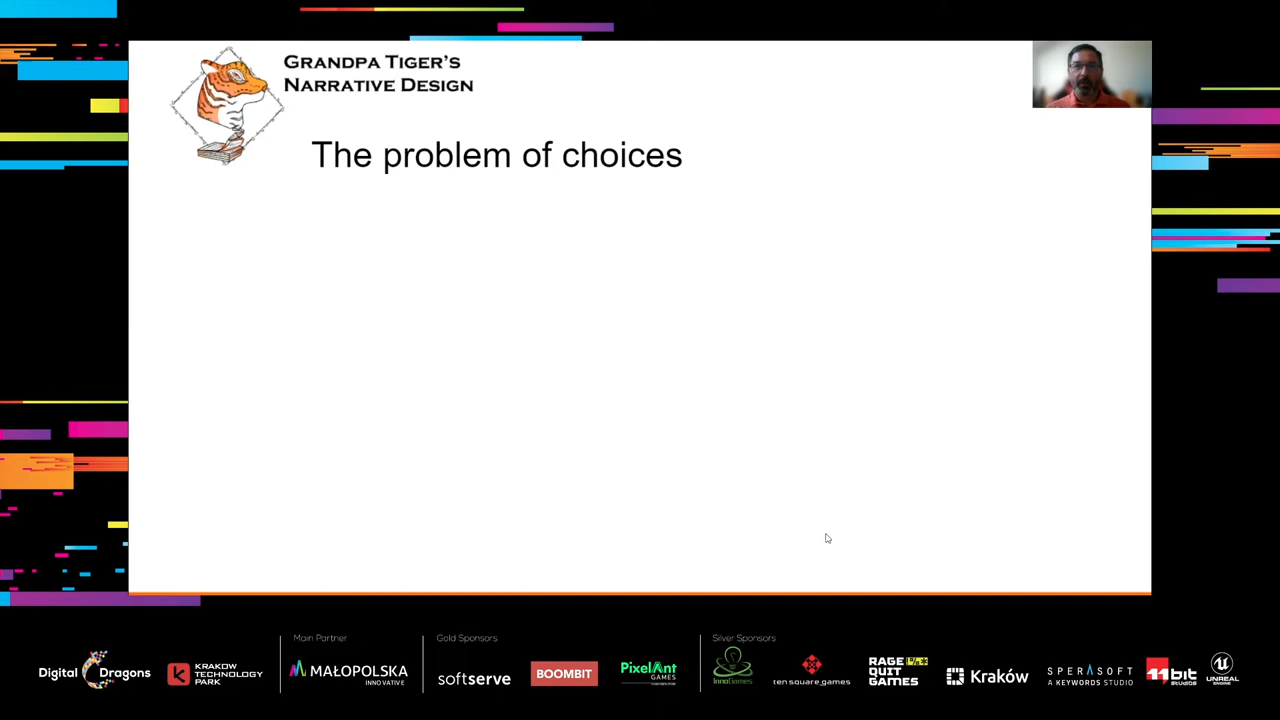 GRANDPA TIGER'S
NARRATIVE DESIGN
The problem of choices
Main Partner
Gold Sponsors
Silver Sponsors
Digital Dragons
KRAKOW
TECHNOLOGY
PARK
MAŁOPOLSKA
INNOVATIVE
softserve
BOOMBIT
PixelAnt
GAMES
InnoGames
ten square games
RAGE
QUIT
GAMES
Kraków
SPERASOFT
A KEYWORDS STUDIO
11bit
STUDIOS
UNREAL
ENGINE